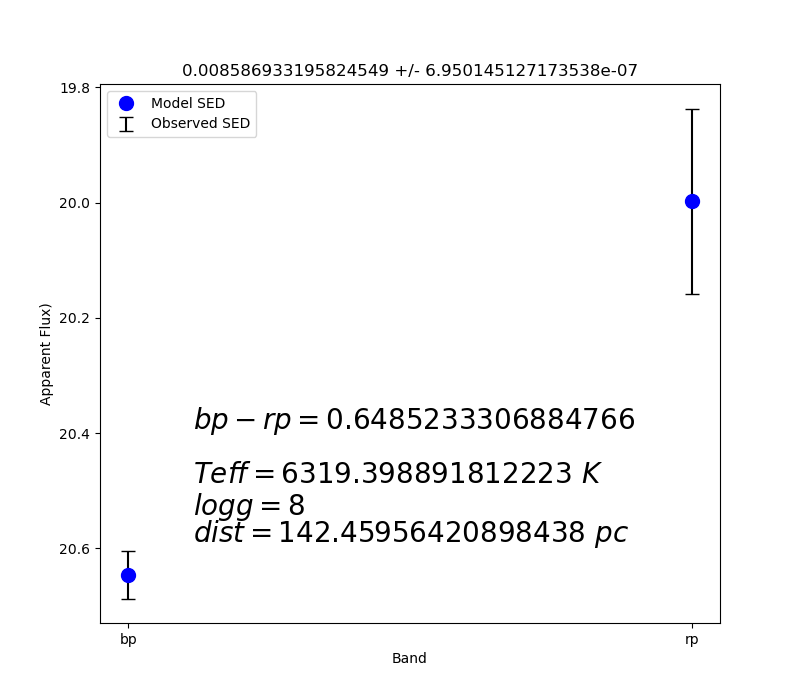 0.008586933195824549 +/- 6.950145127173538e-07
19.8
Model SED
Observed SED
20.0
20.2
20.4
20.6
Apparent Flux)
bp − rp = 0.6485233306884766
Teff = 6319.398891812223 K
logg = 8
dist = 142.45956420898438 pc
bp
rp
Band